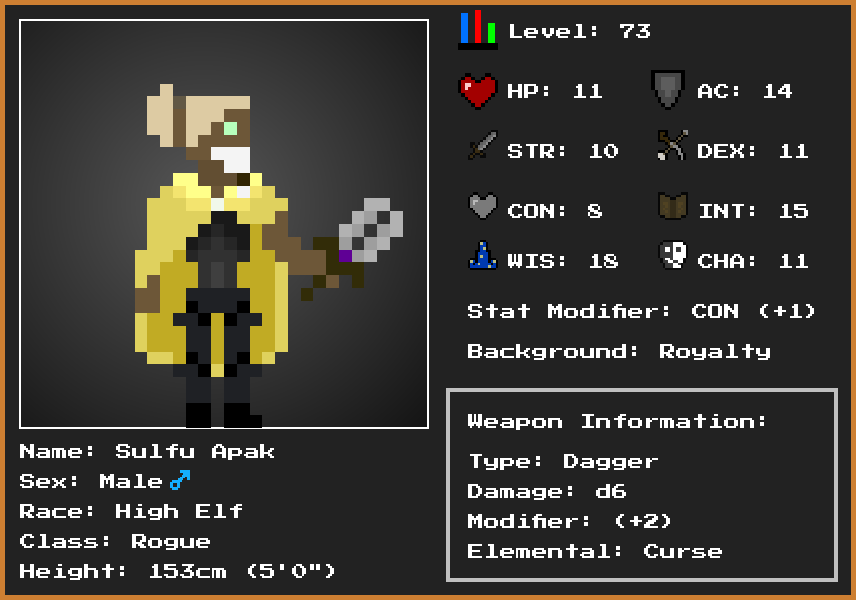 Level: 73
HP: 11
AC: 14
STR: 10
DEX: 11
CON: 8
INT: 15
WIS: 18
CHA: 11
Stat Modifier: CON (+1)
Background: Royalty
Weapon Information:
Type: Dagger
Damage: d6
Modifier: (+2)
Elemental: Curse
Name: Sulfu Apak
Sex: Male♂
Race: High Elf
Class: Rogue
Height: 153cm (5'0")